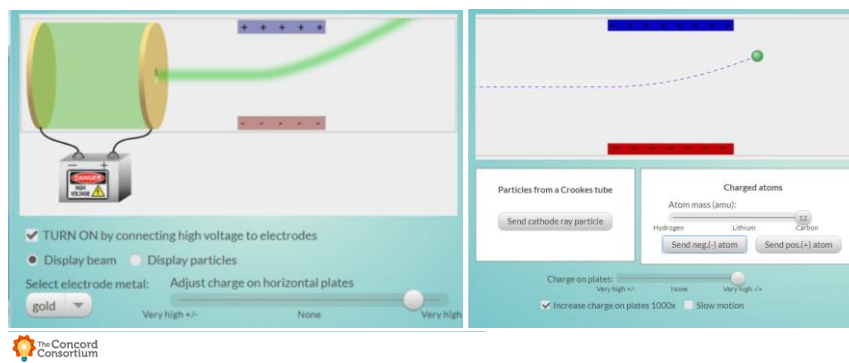 + + + + +
- - - - -
- +
DANGER
HIGH
VOLTAGE
TURN ON by connecting high voltage to electrodes
Display beam Display particles
Select electrode metal: Adjust charge on horizontal plates
gold
Very high +/- None Very high
The Concord
Consortium
Particles from a Crookes tube
Send cathode ray particle
Charged atoms
Atom mass (amu):
12
Hydrogen Lithium Carbon
Send neg.(-) atom Send pos.(+) atom
Charge on plates:
Very high +/- None Very high -/+
Increase charge on plates 1000x Slow motion